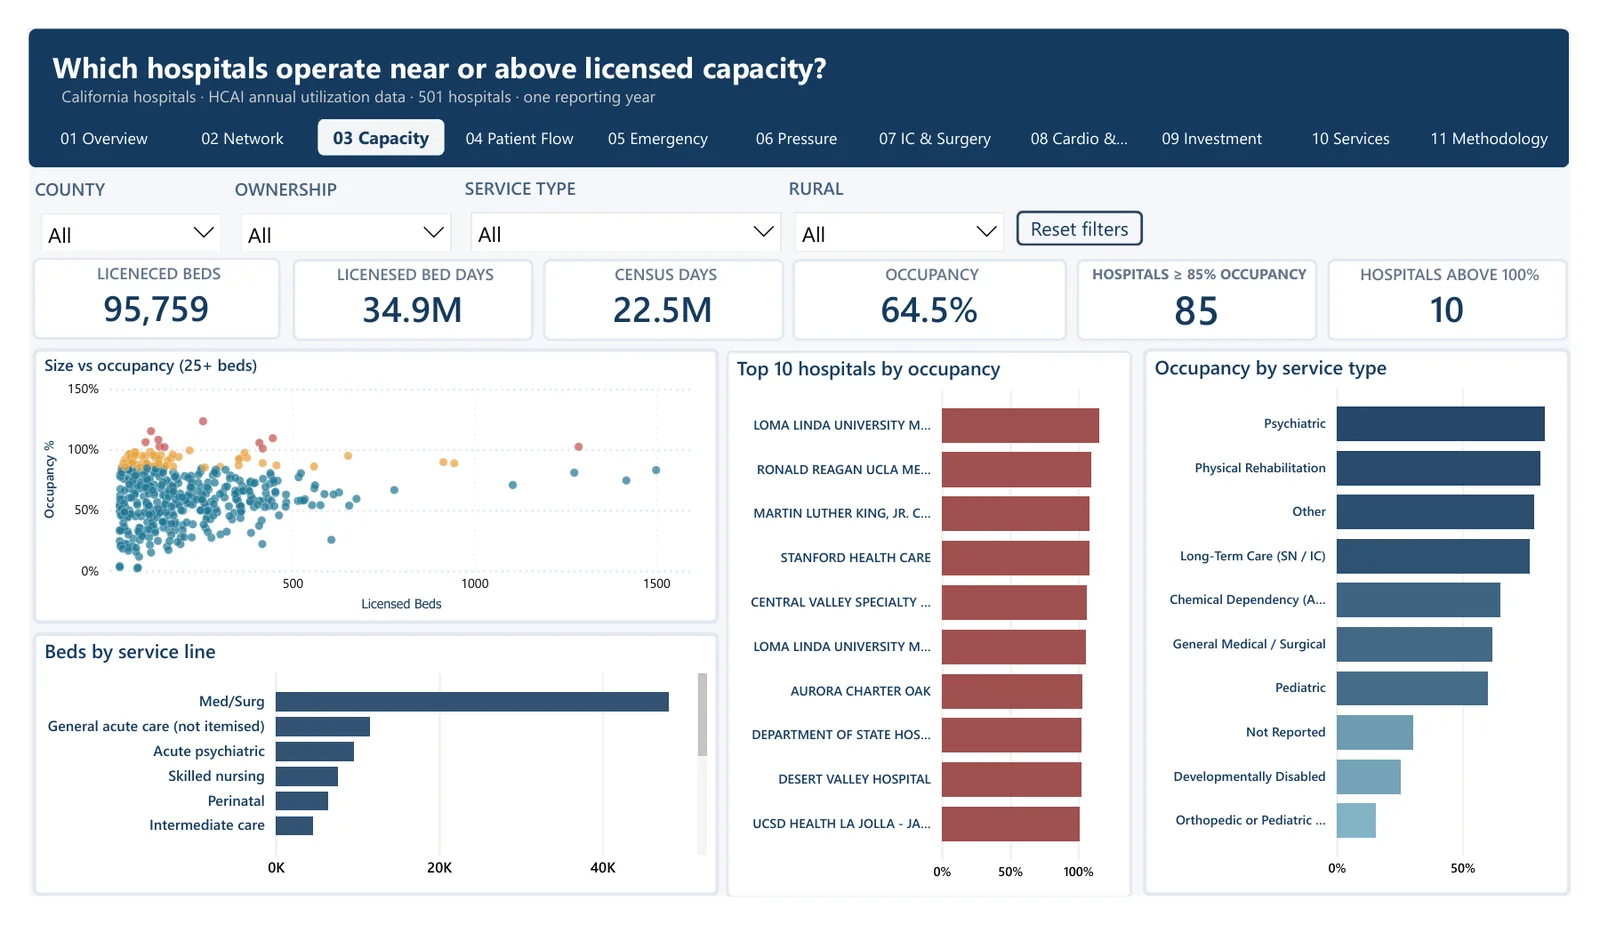 Which hospitals operate near or above licensed capacity?
California hospitals · HCAI annual utilization data · 501 hospitals · one reporting year
01 Overview
02 Network
03 Capacity
04 Patient Flow
05 Emergency
06 Pressure
07 IC & Surgery
08 Cardio &...
09 Investment
10 Services
11 Methodology
COUNTY
OWNERSHIP
SERVICE TYPE
RURAL
All
All
All
All
Reset filters
LICENECED BEDS
95,759
LICENESED BED DAYS
34.9M
CENSUS DAYS
22.5M
OCCUPANCY
64.5%
HOSPITALS ≥ 85% OCCUPANCY
85
HOSPITALS ABOVE 100%
10
Size vs occupancy (25+ beds)
Occupancy %
150%
100%
50%
0%
500
1000
1500
Licensed Beds
Beds by service line
Med/Surg
General acute care (not itemised)
Acute psychiatric
Skilled nursing
Perinatal
Intermediate care
0K
20K
40K
Top 10 hospitals by occupancy
LOMA LINDA UNIVERSITY M...
RONALD REAGAN UCLA ME...
MARTIN LUTHER KING, JR. C...
STANFORD HEALTH CARE
CENTRAL VALLEY SPECIALTY ...
LOMA LINDA UNIVERSITY M...
AURORA CHARTER OAK
DEPARTMENT OF STATE HOS...
DESERT VALLEY HOSPITAL
UCSD HEALTH LA JOLLA - JA...
0%
50%
100%
Occupancy by service type
Psychiatric
Physical Rehabilitation
Other
Long-Term Care (SN / IC)
Chemical Dependency (A...
General Medical / Surgical
Pediatric
Not Reported
Developmentally Disabled
Orthopedic or Pediatric ...
0%
50%